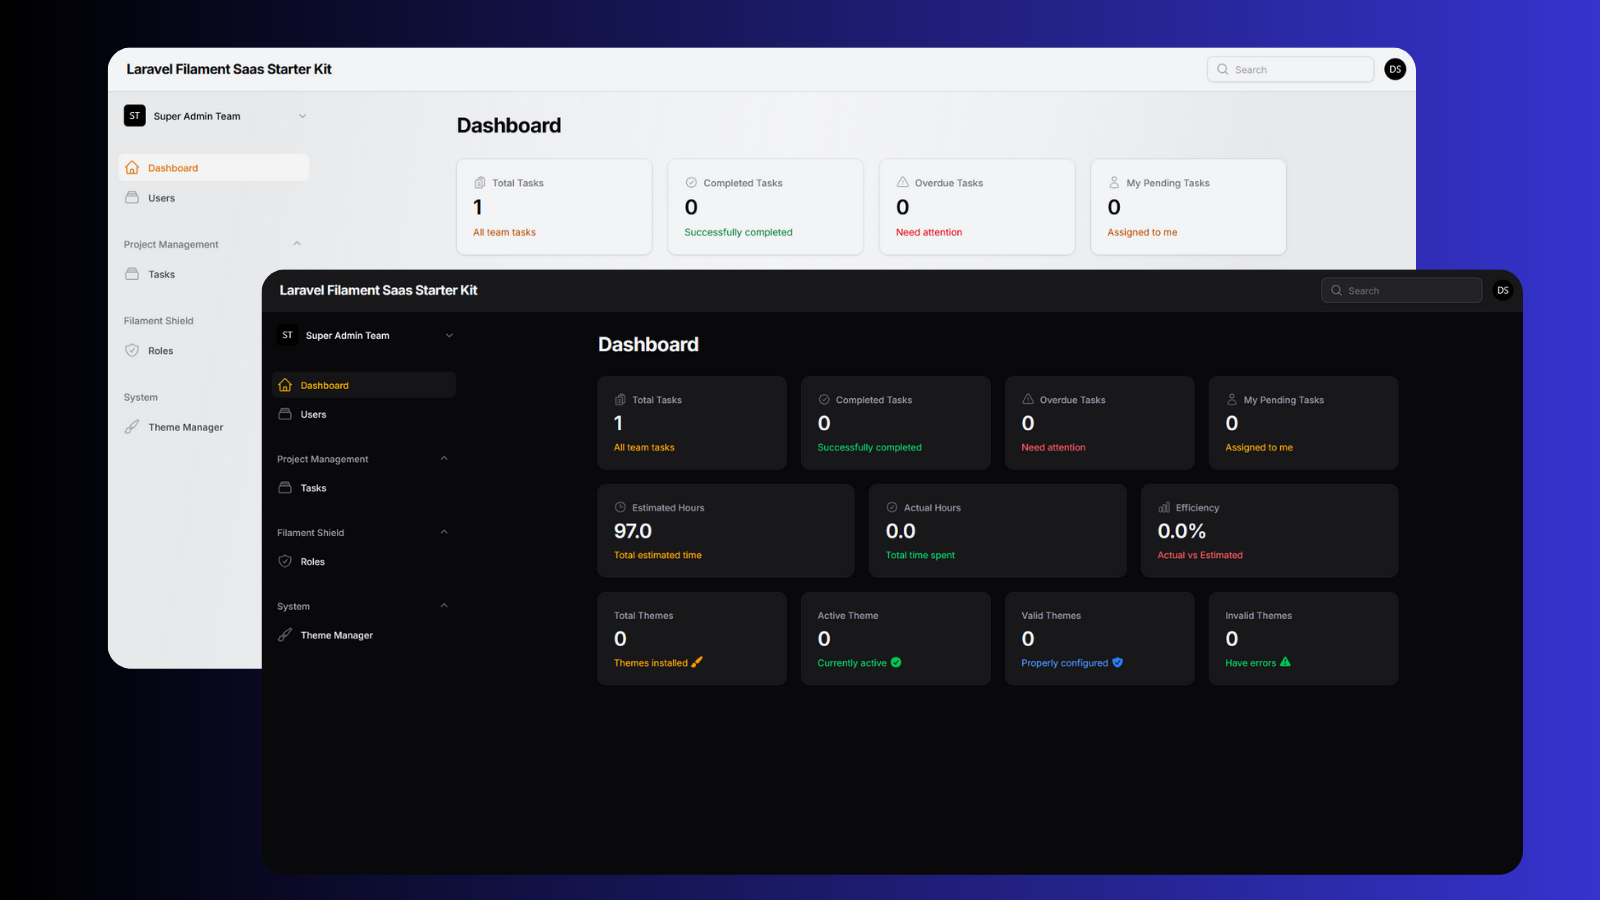 Laravel Filament Saas Starter Kit
Search
DS
ST Super Admin Team
Dashboard
Users
Project Management
Tasks
Filament Shield
Roles
System
Theme Manager
Dashboard
Total Tasks
1
All team tasks
Completed Tasks
0
Successfully completed
Overdue Tasks
0
Need attention
My Pending Tasks
0
Assigned to me
Laravel Filament Saas Starter Kit
Search
DS
ST Super Admin Team
Dashboard
Users
Project Management
Tasks
Filament Shield
Roles
System
Theme Manager
Dashboard
Total Tasks
1
All team tasks
Completed Tasks
0
Successfully completed
Overdue Tasks
0
Need attention
My Pending Tasks
0
Assigned to me
Estimated Hours
97.0
Total estimated time
Actual Hours
0.0
Total time spent
Efficiency
0.0%
Actual vs Estimated
Total Themes
0
Themes installed
Active Theme
0
Currently active
Valid Themes
0
Properly configured
Invalid Themes
0
Have errors